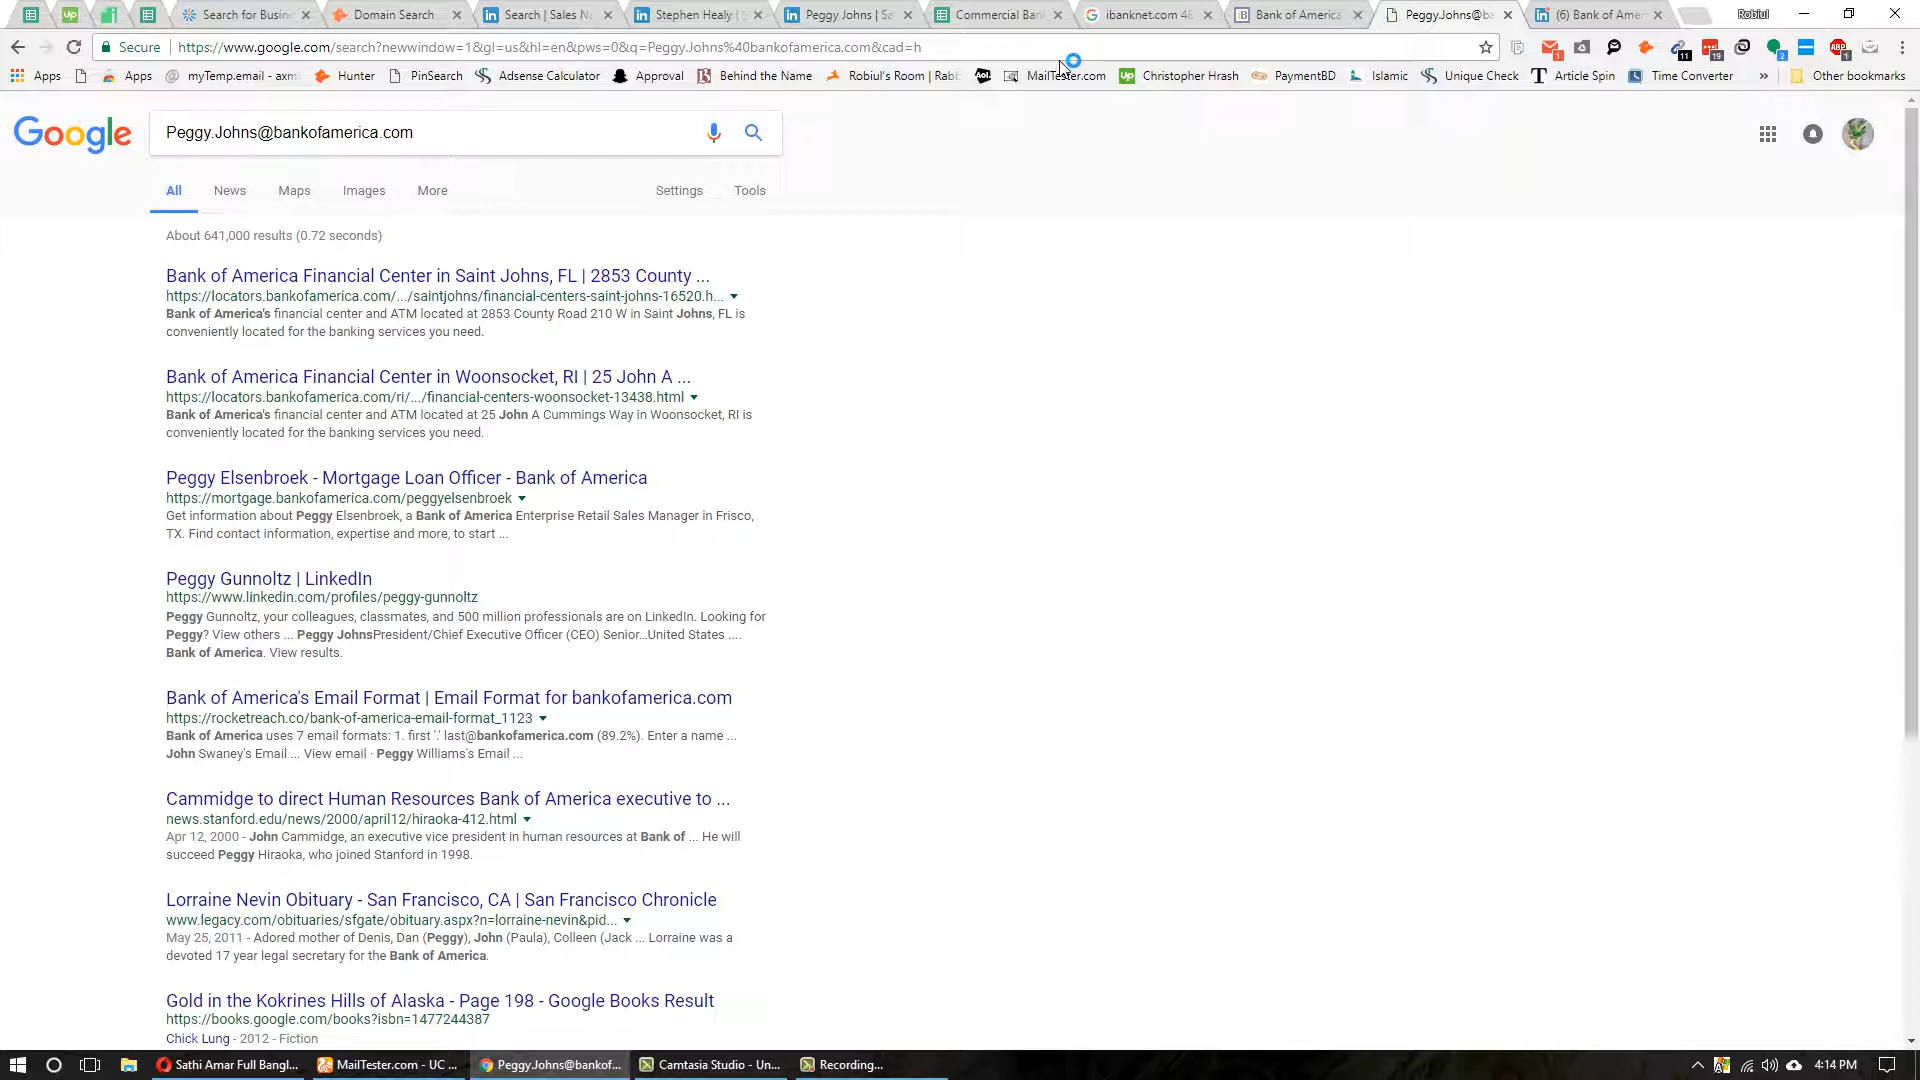 Search for Busin
Domain Search
Search | Sales N
Stephen Healy |
Peggy Johns | Sa
Commercial Ban
ibanknet.com 48
Bank of America
Peggy.Johns@ba
(6) Bank of Amer
Robiul
Secure
https://www.google.com/search?newwindow=1&gl=us&hl=en&pws=0&q=Peggy.Johns%40bankofamerica.com&cad=h
Apps
Apps
myTemp.email - axm
Hunter
PinSearch
Adsense Calculator
Approval
Behind the Name
Robiul's Room | Rabi
Aol.
MailTester.com
Christopher Hrash
PaymentBD
Islamic
Unique Check
Article Spin
Time Converter
»
Other bookmarks
Google
Peggy.Johns@bankofamerica.com
All
News
Maps
Images
More
Settings
Tools
About 641,000 results (0.72 seconds)
Bank of America Financial Center in Saint Johns, FL | 2853 County ...
https://locators.bankofamerica.com/.../saintjohns/financial-centers-saint-johns-16520.h...
Bank of America's financial center and ATM located at 2853 County Road 210 W in Saint Johns, FL is
conveniently located for the banking services you need.
Bank of America Financial Center in Woonsocket, RI | 25 John A ...
https://locators.bankofamerica.com/ri/.../financial-centers-woonsocket-13438.html
Bank of America's financial center and ATM located at 25 John A Cummings Way in Woonsocket, RI is
conveniently located for the banking services you need.
Peggy Elsenbroek - Mortgage Loan Officer - Bank of America
https://mortgage.bankofamerica.com/peggyelsenbroek
Get information about Peggy Elsenbroek, a Bank of America Enterprise Retail Sales Manager in Frisco,
TX. Find contact information, expertise and more, to start ...
Peggy Gunnoltz | LinkedIn
https://www.linkedin.com/profiles/peggy-gunnoltz
Peggy Gunnoltz, your colleagues, classmates, and 500 million professionals are on LinkedIn. Looking for
Peggy? View others ... Peggy JohnsPresident/Chief Executive Officer (CEO) Senior...United States ....
Bank of America. View results.
Bank of America's Email Format | Email Format for bankofamerica.com
https://rocketreach.co/bank-of-america-email-format_1123
Bank of America uses 7 email formats: 1. first '.' last@bankofamerica.com (89.2%). Enter a name ...
John Swaney's Email ... View email · Peggy Williams's Email ...
Cammidge to direct Human Resources Bank of America executive to ...
news.stanford.edu/news/2000/april12/hiraoka-412.html
Apr 12, 2000 - John Cammidge, an executive vice president in human resources at Bank of ... He will
succeed Peggy Hiraoka, who joined Stanford in 1998.
Lorraine Nevin Obituary - San Francisco, CA | San Francisco Chronicle
www.legacy.com/obituaries/sfgate/obituary.aspx?n=lorraine-nevin&pid...
May 25, 2011 - Adored mother of Denis, Dan (Peggy), John (Paula), Colleen (Jack ... Lorraine was a
devoted 17 year legal secretary for the Bank of America.
Gold in the Kokrines Hills of Alaska - Page 198 - Google Books Result
https://books.google.com/books?isbn=1477244387
Chick Lung - 2012 - Fiction
Sathi Amar Full Bangl...
MailTester.com - UC ...
Peggy.Johns@bankof...
Camtasia Studio - Un...
Recording...
4:14 PM